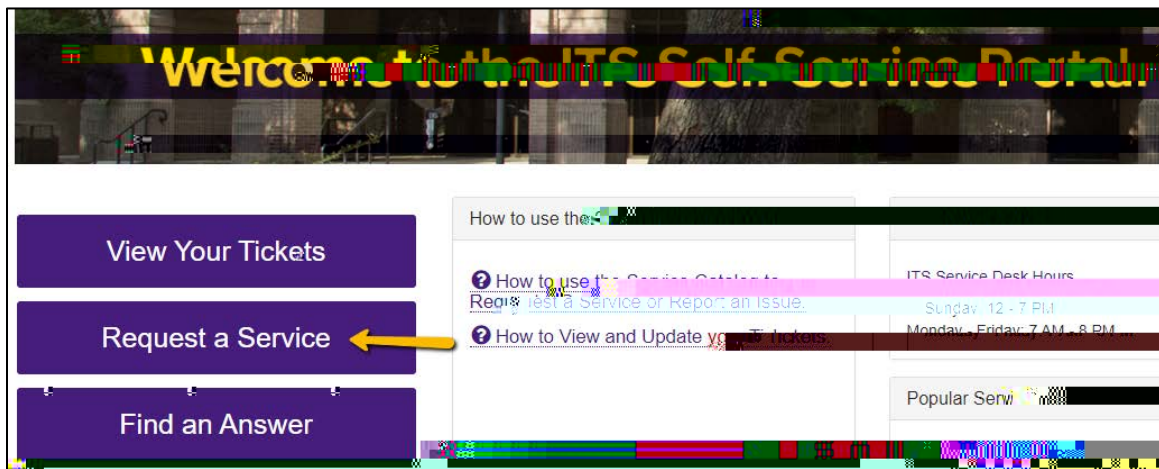 Welcome to the ITS Self-Service Portal
View Your Tickets
Request a Service
Find an Answer
How to use the
How to use the Service Catalog to
Request a Service or Report an Issue.
How to View and Update your Tickets.
ITS Service Desk Hours
Sunday: 12 - 7 PM
Monday - Friday: 7 AM - 8 PM
Popular